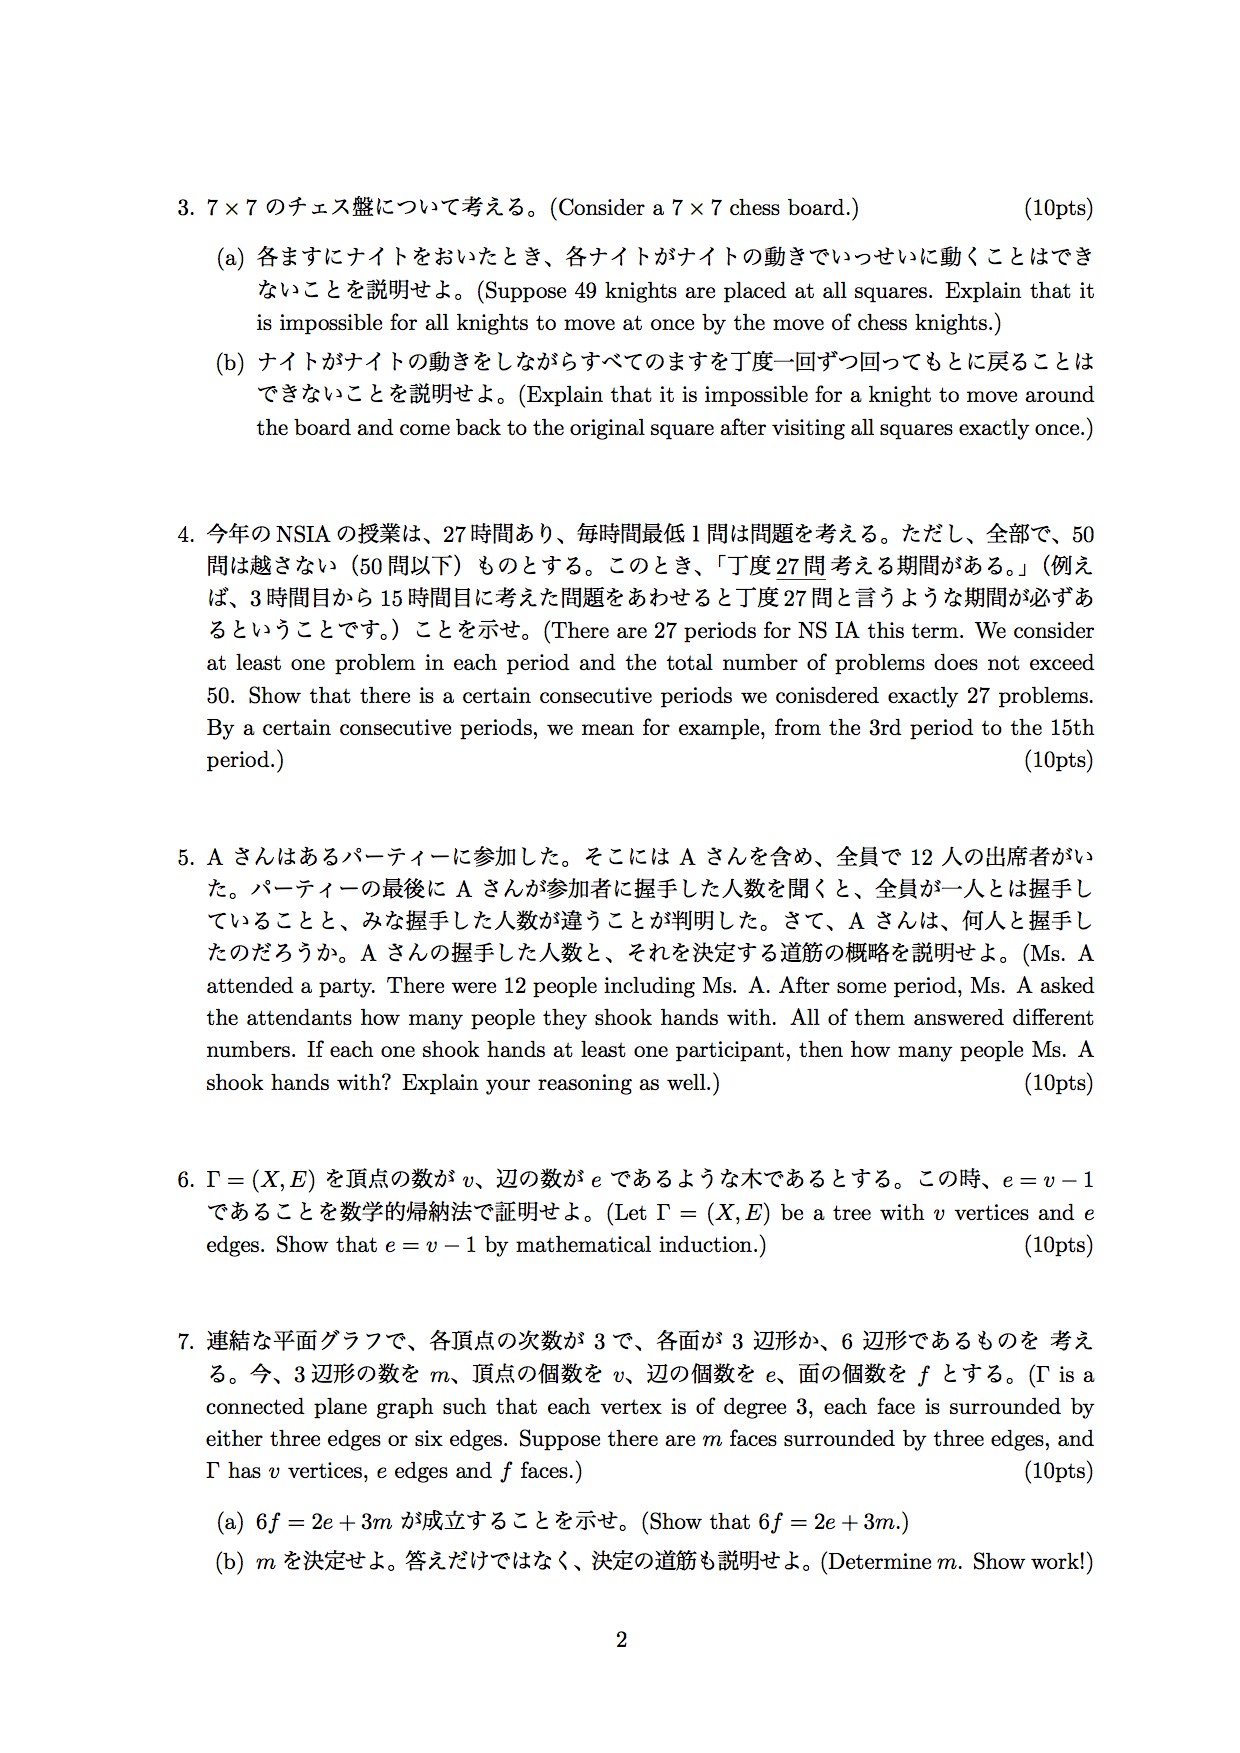 3. 7 × 7 のチェス盤について考える。(Consider a 7 × 7 chess board.) (10pts)
(a) 各ますにナイトをおいたとき、各ナイトがナイトの動きでいっせいに動くことはでき
ないことを説明せよ。(Suppose 49 knights are placed at all squares. Explain that it
is impossible for all knights to move at once by the move of chess knights.)
(b) ナイトがナイトの動きをしながらすべてのますを丁度一回ずつ回ってもとに戻ることは
できないことを説明せよ。(Explain that it is impossible for a knight to move around
the board and come back to the original square after visiting all squares exactly once.)
4. 今年の NSIA の授業は、27 時間あり、毎時間最低 1 問は問題を考える。ただし、全部で、50
問は越さない（50 問以下）ものとする。このとき、「丁度 27 問 考える期間がある。」（例え
ば、3 時間目から 15 時間目に考えた問題をあわせると丁度 27 問と言うような期間が必ずあ
るということです。）ことを示せ。(There are 27 periods for NS IA this term. We consider
at least one problem in each period and the total number of problems does not exceed
50. Show that there is a certain consecutive periods we conisdered exactly 27 problems.
By a certain consecutive periods, we mean for example, from the 3rd period to the 15th
period.) (10pts)
5. A さんはあるパーティーに参加した。そこには A さんを含め、全員で 12 人の出席者がい
た。パーティーの最後に A さんが参加者に握手した人数を聞くと、全員が一人とは握手し
ていることと、みな握手した人数が違うことが判明した。さて、A さんは、何人と握手し
たのだろうか。A さんの握手した人数と、それを決定する道筋の概略を説明せよ。(Ms. A
attended a party. There were 12 people including Ms. A. After some period, Ms. A asked
the attendants how many people they shook hands with. All of them answered different
numbers. If each one shook hands at least one participant, then how many people Ms. A
shook hands with? Explain your reasoning as well.) (10pts)
6. Γ = (X, E) を頂点の数が v、辺の数が e であるような木であるとする。この時、e = v − 1
であることを数学的帰納法で証明せよ。(Let Γ = (X, E) be a tree with v vertices and e
edges. Show that e = v − 1 by mathematical induction.) (10pts)
7. 連結な平面グラフで、各頂点の次数が 3 で、各面が 3 辺形か、6 辺形であるものを 考え
る。今、3 辺形の数を m、頂点の個数を v、辺の個数を e、面の個数を f とする。(Γ is a
connected plane graph such that each vertex is of degree 3, each face is surrounded by
either three edges or six edges. Suppose there are m faces surrounded by three edges, and
Γ has v vertices, e edges and f faces.) (10pts)
(a) 6f = 2e + 3m が成立することを示せ。(Show that 6f = 2e + 3m.)
(b) m を決定せよ。答えだけではなく、決定の道筋も説明せよ。(Determine m. Show work!)
2